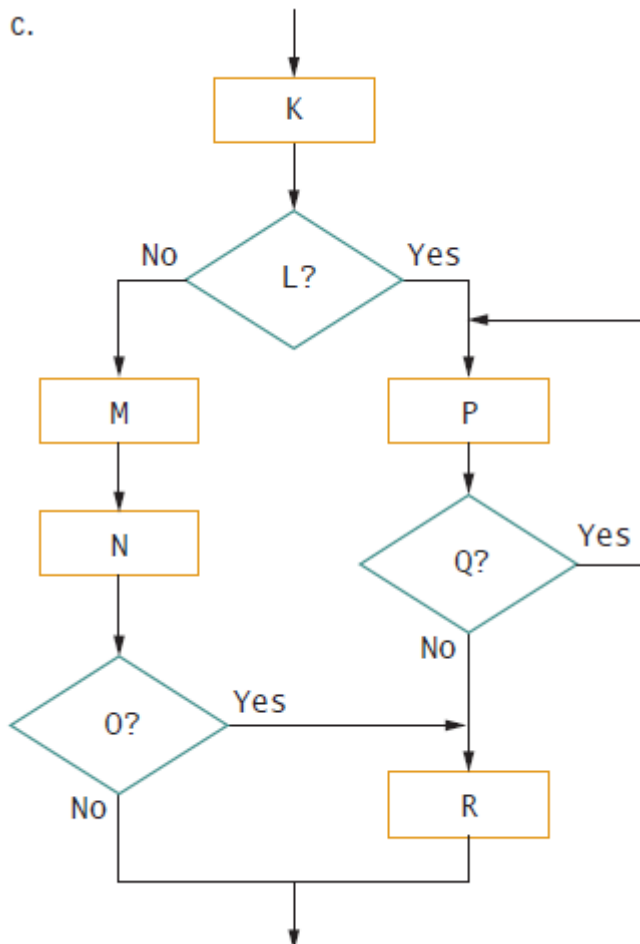 c.
K
No
L?
Yes
M
P
N
Q?
Yes
No
O?
Yes
No
R